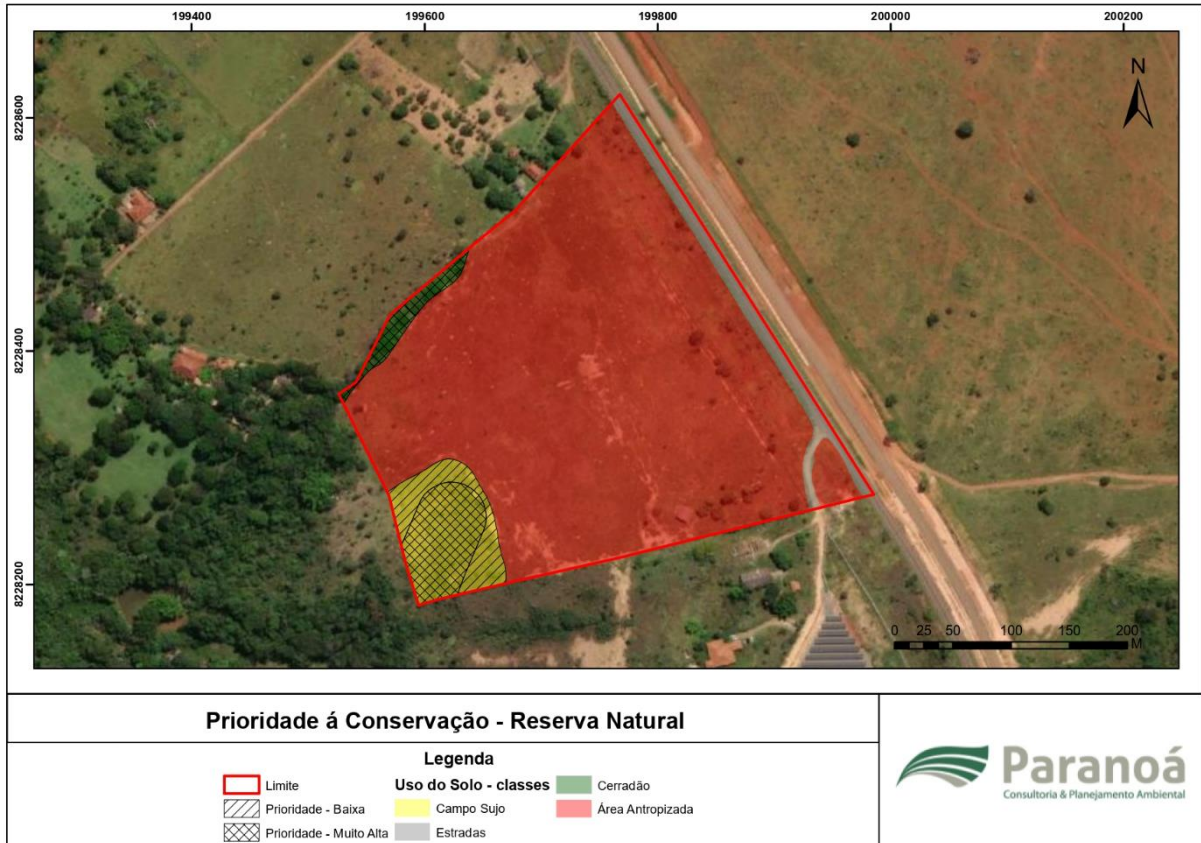 199400 199600 199800 200000 200200
N
8228600
8228400
8228200
0 25 50 100 150 200
M
Prioridade á Conservação - Reserva Natural
Legenda
Limite
Prioridade - Baixa
Prioridade - Muito Alta
Uso do Solo - classes
Campo Sujo
Estradas
Cerradão
Área Antropizada
Paranoá
Consultoria & Planejamento Ambiental